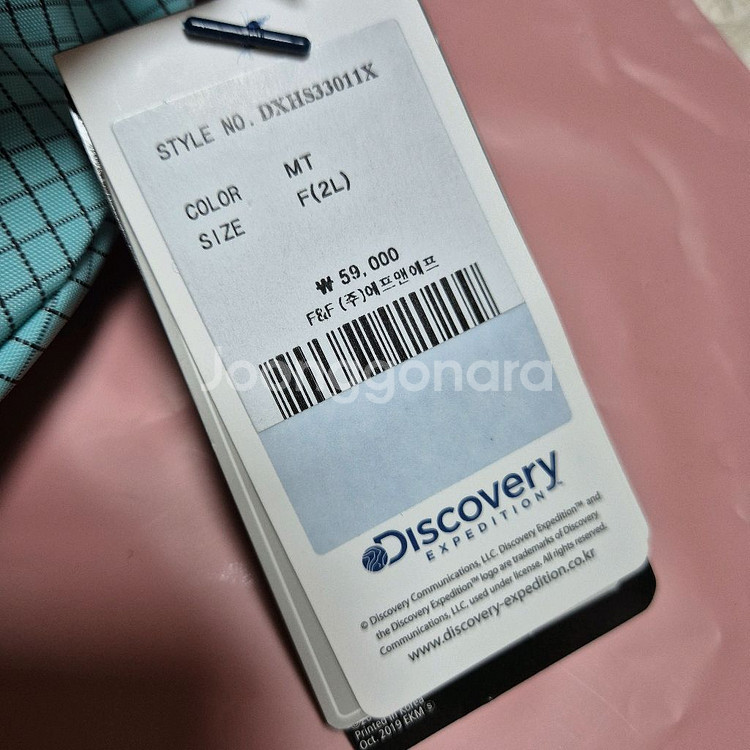 STYLE NO. DXHS33011X
COLOR MT
SIZE F(2L)
₩ 59,000
F&F (주)에프앤에프
Joonggonara
DISCOVERY
EXPEDITION™
© Discovery Communications, LLC. Discovery Expedition™ and
the Discovery Expedition™ logo are trademarks of Discovery
Communications, LLC, used under license. All rights reserved.
www.discovery-expedition.co.kr
Printed in Korea
Oct. 2019 EKM